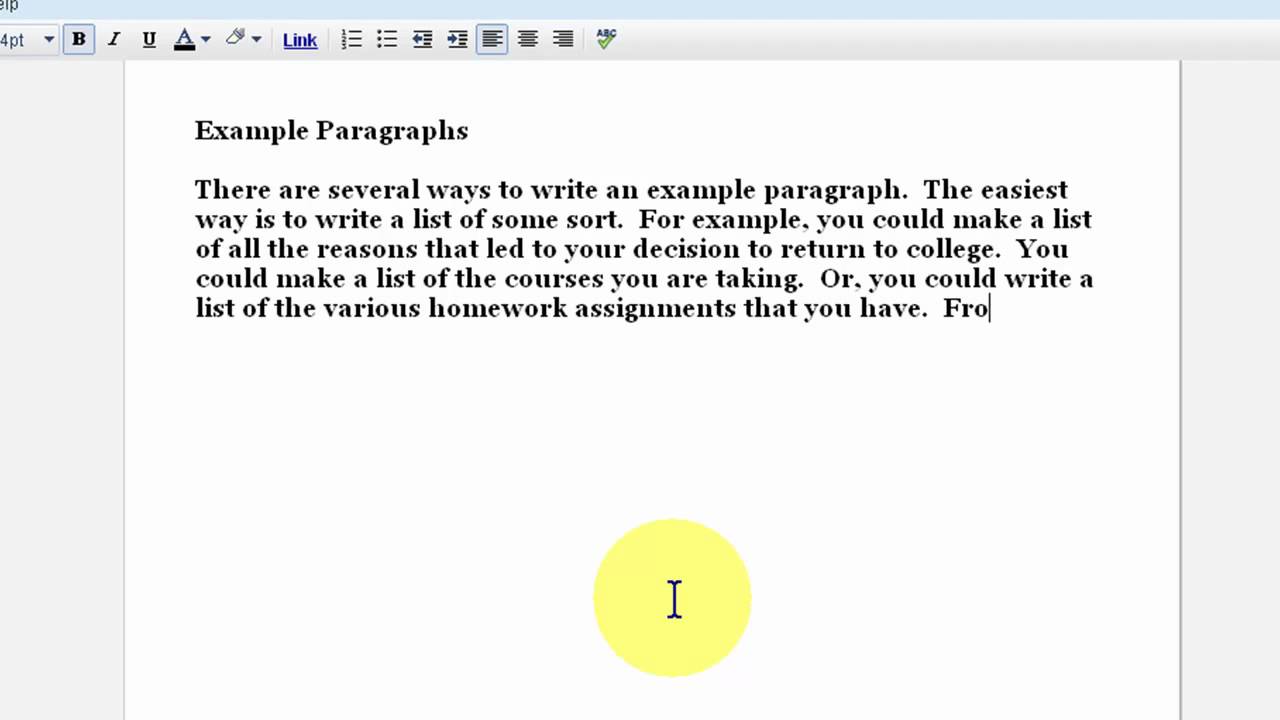 elp
4pt B I U A Link ABC
Example Paragraphs
There are several ways to write an example paragraph.  The easiest
way is to write a list of some sort.  For example, you could make a list
of all the reasons that led to your decision to return to college.  You
could make a list of the courses you are taking.  Or, you could write a
list of the various homework assignments that you have.  Fro